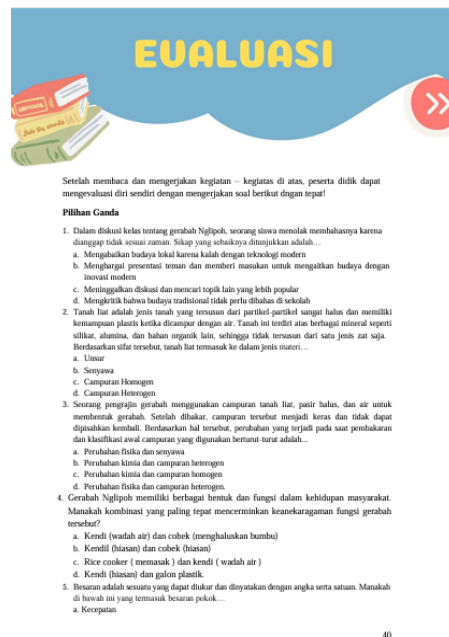 EVALUASI
Setelah membaca dan mengerjakan kegiatan – kegiatas di atas, peserta didik dapat
mengevaluasi diri sendiri dengan mengerjakan soal berikut dngan tepat!
Pilihan Ganda
1. Dalam diskusi kelas tentang gerabah Nglipoh, seorang siswa menolak membahasnya karena
dianggap tidak sesuai zaman. Sikap yang sebaiknya ditunjukkan adalah…
a. Mengabaikan budaya lokal karena kalah dengan teknologi modern
b. Menghargai presentasi teman dan memberi masukan untuk mengaitkan budaya dengan
inovasi modern
c. Meninggalkan diskusi dan mencari topik lain yang lebih popular
d. Mengkritik bahwa budaya tradisional tidak perlu dibahas di sekolah
2. Tanah liat adalah jenis tanah yang tersusun dari partikel-partikel sangat halus dan memiliki
kemampuan plastis ketika dicampur dengan air. Tanah ini terdiri atas berbagai mineral seperti
silikat, alumina, dan bahan organik lain, sehingga tidak tersusun dari satu jenis zat saja.
Berdasarkan sifat tersebut, tanah liat termasuk ke dalam jenis materi…
a. Unsur
b. Senyawa
c. Campuran Homogen
d. Campuran Heterogen
3. Seorang pengrajin gerabah menggunakan campuran tanah liat, pasir halus, dan air untuk
membentuk gerabah. Setelah dibakar, campuran tersebut menjadi keras dan tidak dapat
dipisahkan kembali. Berdasarkan hal tersebut, perubahan yang terjadi pada saat pembakaran
dan klasifikasi awal campuran yang digunakan berturut-turut adalah...
a. Perubahan fisika dan senyawa
b. Perubahan kimia dan campuran heterogen
c. Perubahan kimia dan campuran homogen
d. Perubahan fisika dan campuran heterogen.
4. Gerabah Nglipoh memiliki berbagai bentuk dan fungsi dalam kehidupan masyarakat.
Manakah kombinasi yang paling tepat mencerminkan keanekaragaman fungsi gerabah
tersebut?
a. Kendi (wadah air) dan cobek (menghaluskan bumbu)
b. Kendil (hiasan) dan cobek (hiasan)
c. Rice cooker ( memasak ) dan kendi ( wadah air )
d. Kendi (hiasan) dan galon plastik.
5. Besaran adalah sesuatu yang dapat diukur dan dinyatakan dengan angka serta satuan. Manakah
di bawah ini yang termasuk besaran pokok…
a. Kecepatan
40